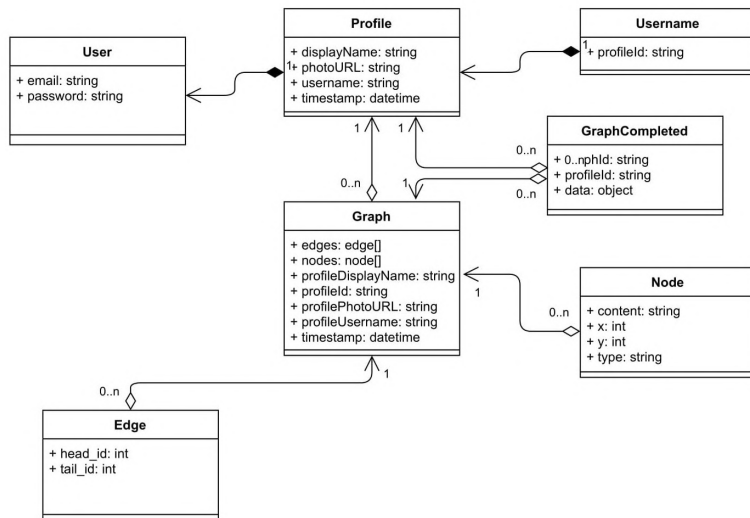 Profile
+ displayName: string
+ photoURL: string
+ username: string
+ timestamp: datetime
Username
+ profileId: string
1
User
+ email: string
+ password: string
1
1
1
GraphCompleted
+ 0..nphId: string
+ profileId: string
+ data: object
0..n
0..n
1
0..n
Graph
+ edges: edge[]
+ nodes: node[]
+ profileDisplayName: string
+ profileId: string
+ profilePhotoURL: string
+ profileUsername: string
+ timestamp: datetime
1
0..n
Node
+ content: string
+ x: int
+ y: int
+ type: string
1
0..n
Edge
+ head_id: int
+ tail_id: int